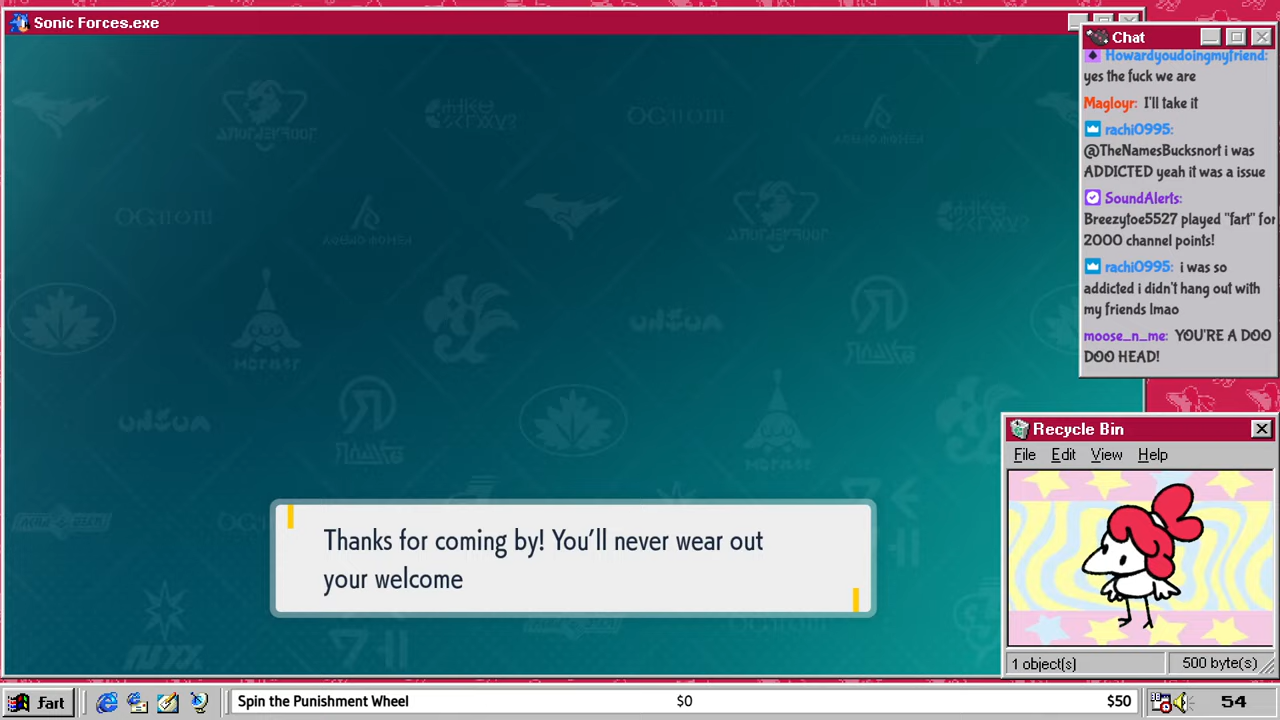 Sonic Forces.exe
Thanks for coming by! You'll never wear out
your welcome
Chat
Howardyoudoingmyfriend:
yes the fuck we are
Magloyr: I'll take it
rachi0995:
@TheNamesBucksnort i was
ADDICTED yeah it was a issue
SoundAlerts:
Breezytoe5527 played "fart" for
2000 channel points!
rachi0995: i was so
addicted i didn't hang out with
my friends lmao
moose_n_me: YOU'RE A DOO
DOO HEAD!
Recycle Bin
File Edit View Help
1 object(s) 500 byte(s)
fart Spin the Punishment Wheel $0 $50 54